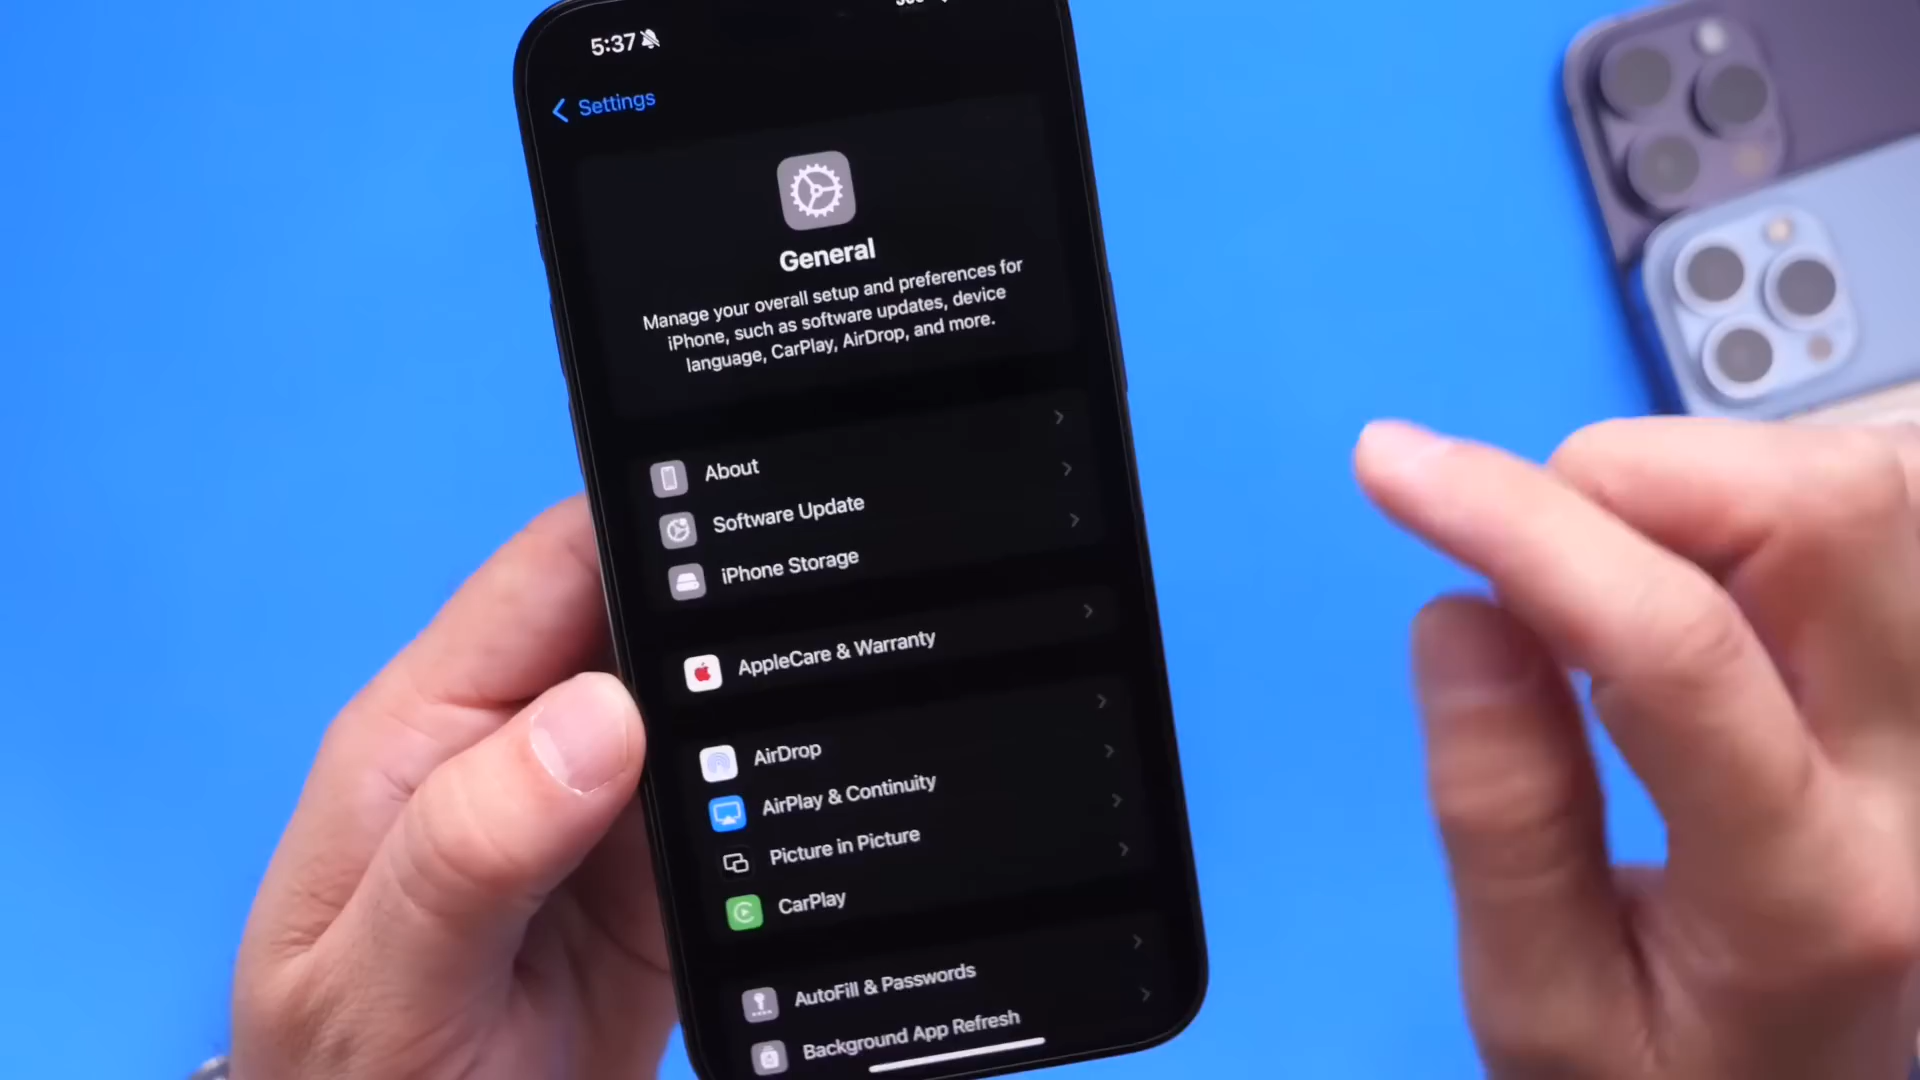 5:37
Settings
General
Manage your overall setup and preferences for
iPhone, such as software updates, device
language, CarPlay, AirDrop, and more.
About
Software Update
iPhone Storage
AppleCare & Warranty
AirDrop
AirPlay & Continuity
Picture in Picture
CarPlay
AutoFill & Passwords
Background App Refresh